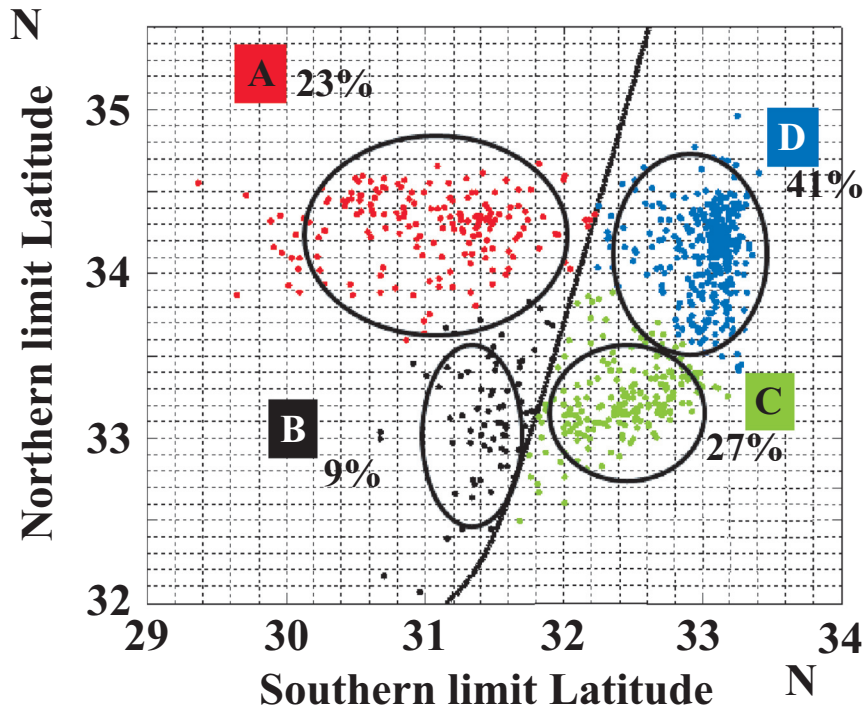 N
A 23%
35
D
41%
34
C
B
33
27%
9%
32
29 30 31 32 33 34
N
Southern limit Latitude
Northern limit Latitude